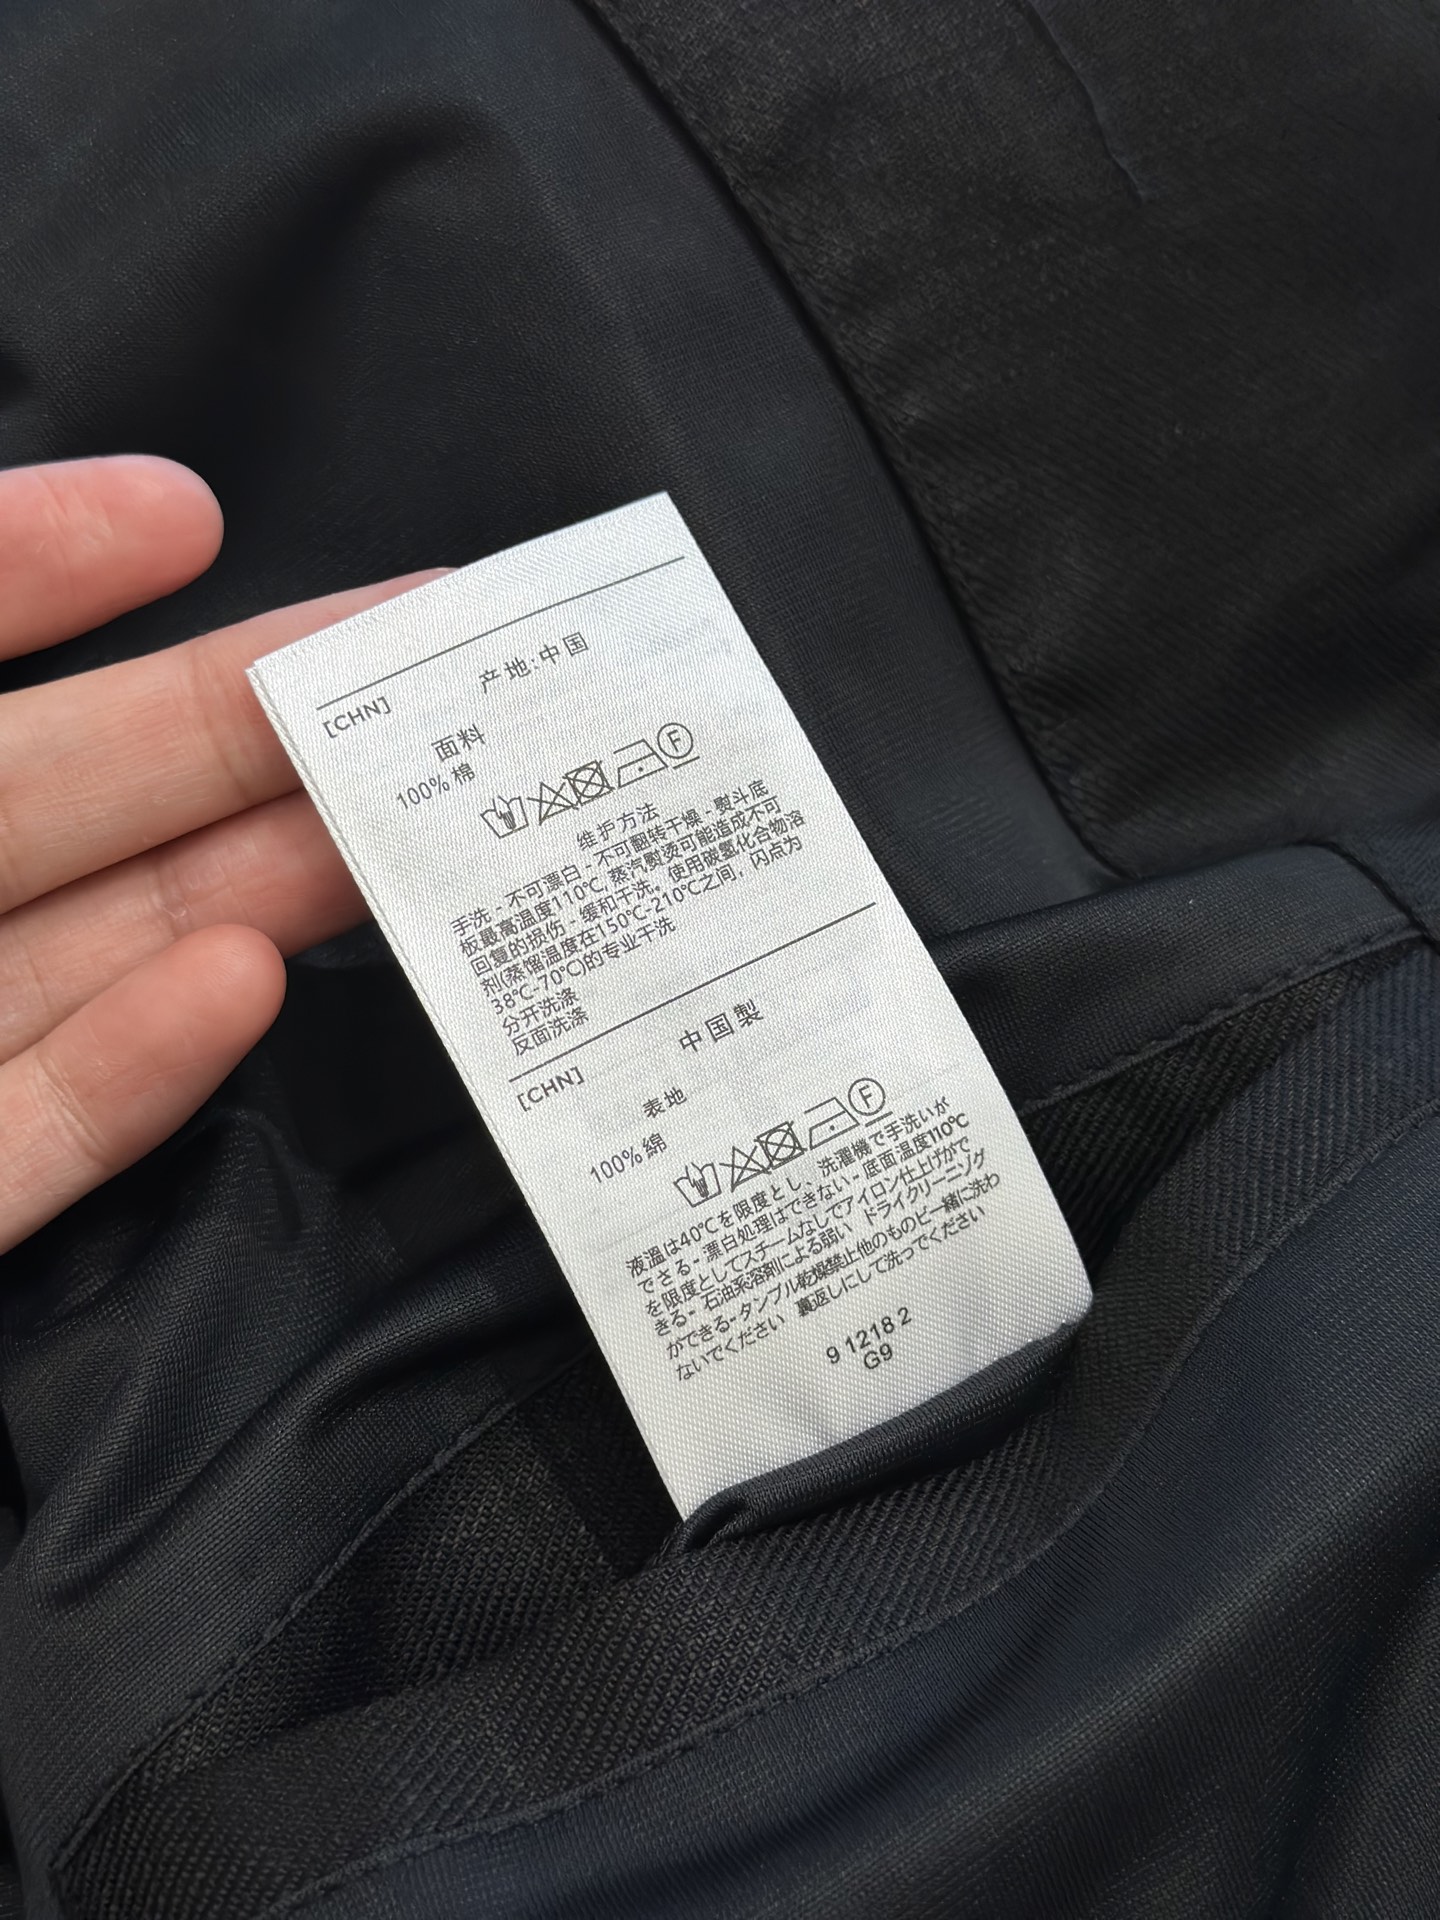 产地:中国
[CHN]
面料
100% 棉
F
维护方法
手洗 - 不可漂白 - 不可翻转干燥 - 熨斗底
板最高温度110℃, 蒸汽熨烫可能造成不可
回复的损伤 - 缓和干洗。使用碳氢化合物溶
剂(蒸馏温度在150℃-210℃之间，闪点为
38℃-70℃)的专业干洗
分开洗涤
反面洗涤
中国製
[CHN]
表地
100% 綿
F
洗濯機で手洗いが
液温は40℃を限度とし、
できる - 漂白処理はできない - 底面温度110℃
を限度としてスチームなしでアイロン仕上げがで
きる - 石油系溶剤による弱い ドライクリーニング
ができる - タンブル乾燥禁止他のものと一緒に洗わ
ないでください 裏返しにして洗ってください
9 1218 2
G9